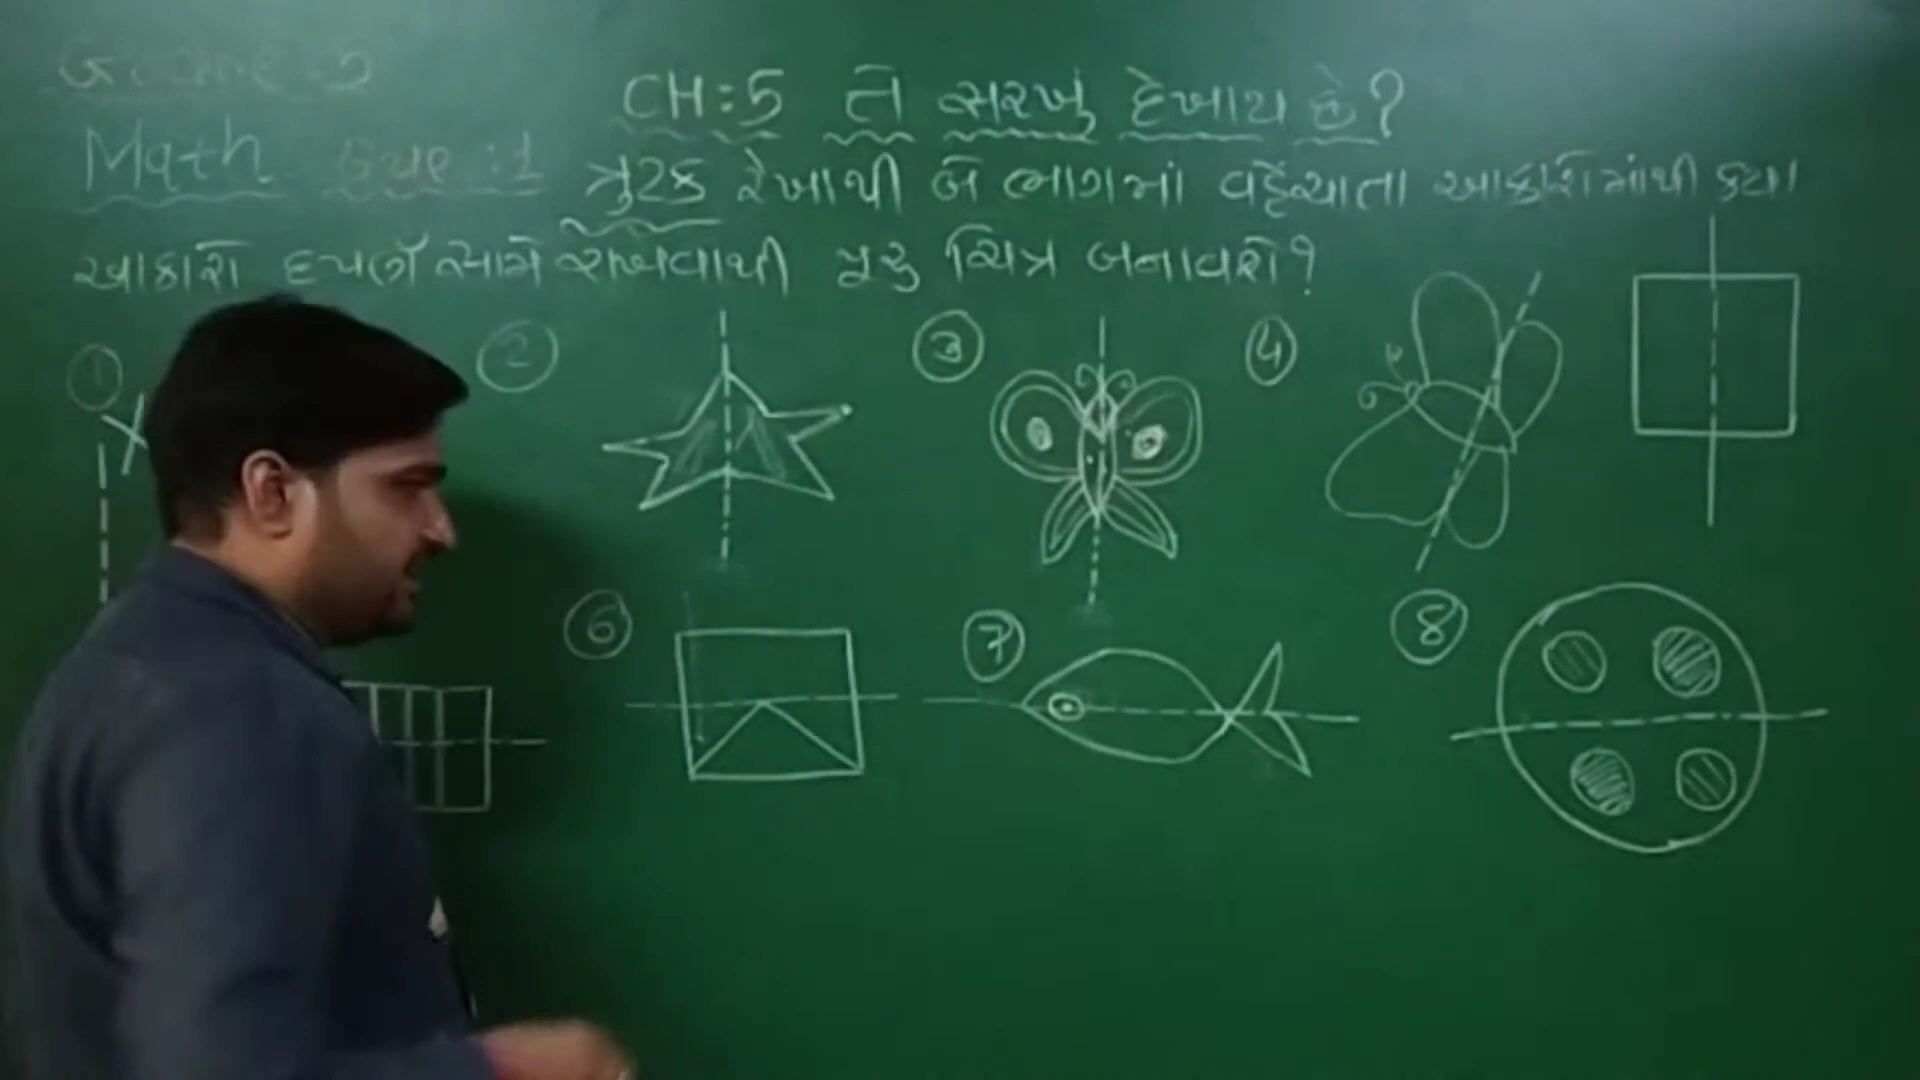 CH:5 તે સરખુ દેખાય છે?
Math
ત્રુટક રેખાથી બે ભાગમાં વહેંચાતા આકારોમાંથી કયા
આકારો દર્પણ સામે રાખવાથી પૂરું ચિત્ર બનાવશે?
1 2 3 4
6 7 8